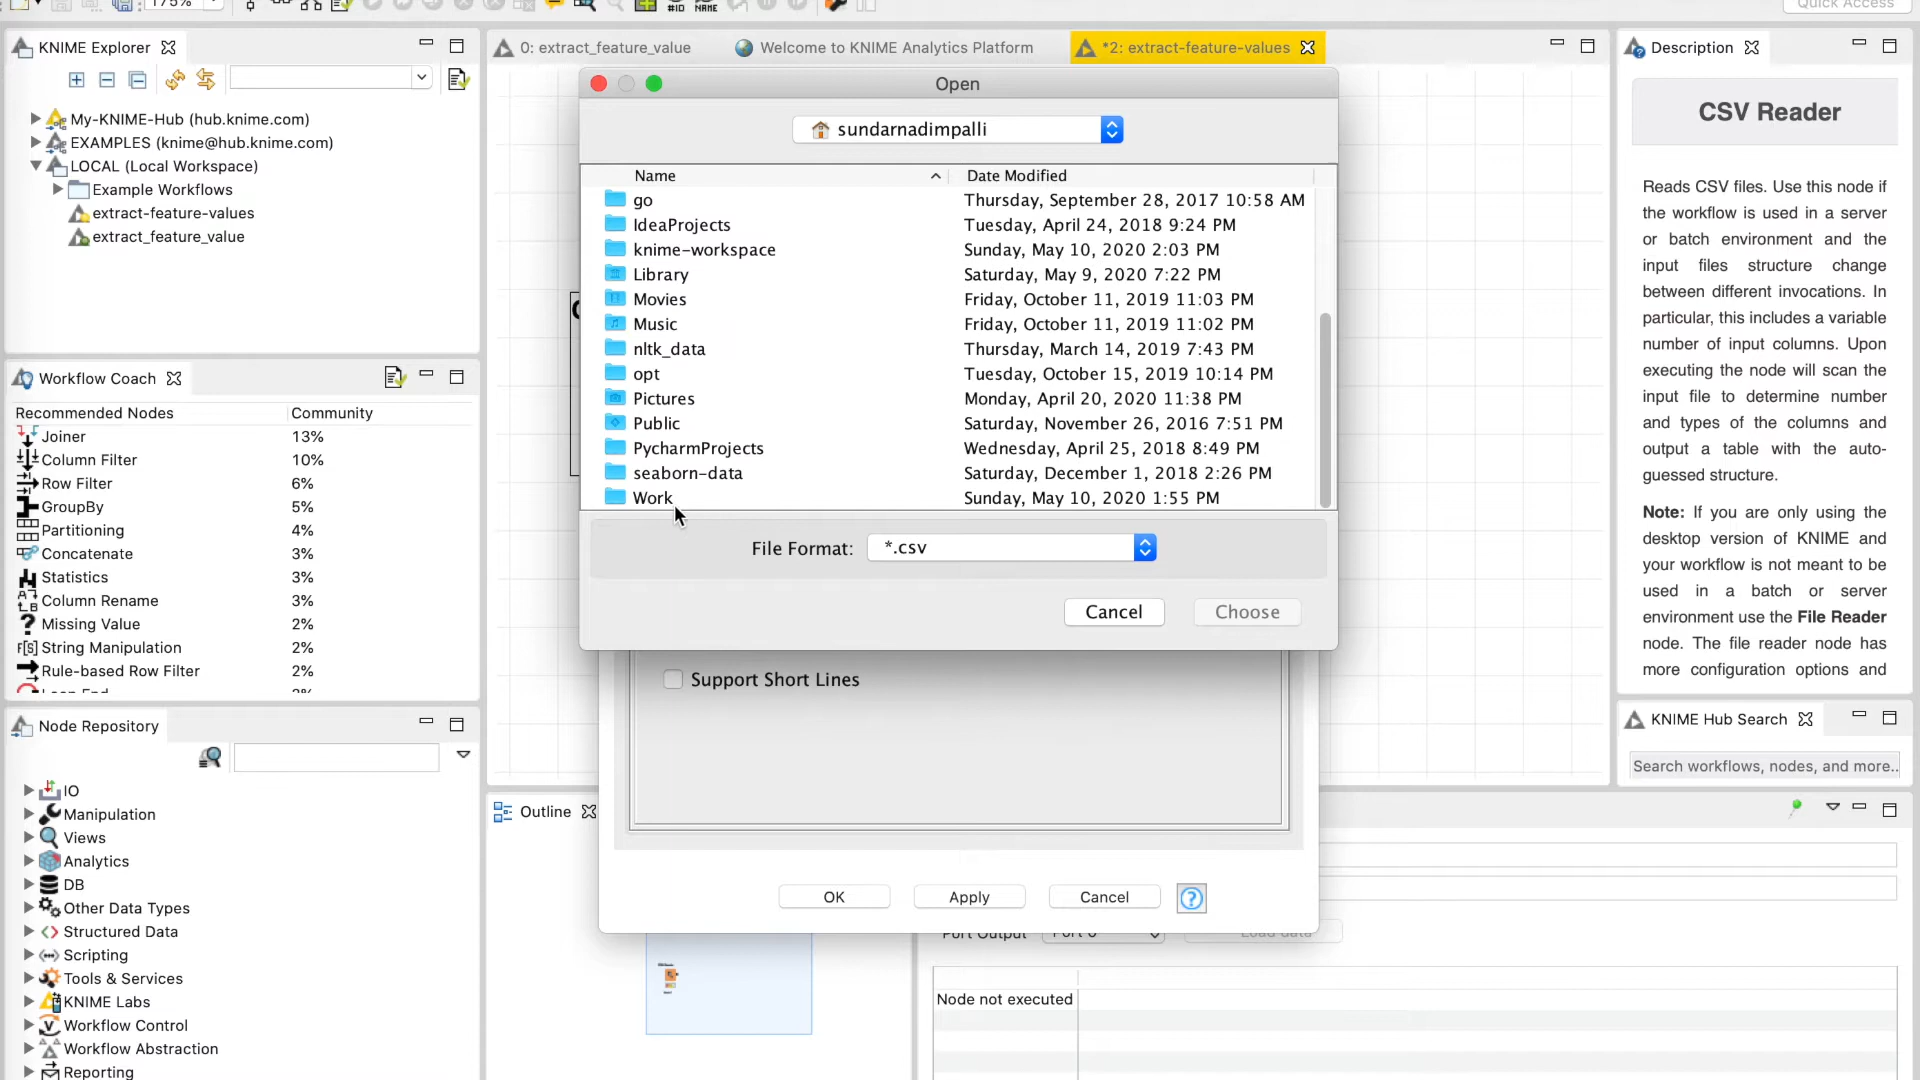 175%
#ID
NAME
Quick Access
KNIME Explorer
My-KNIME-Hub (hub.knime.com)
EXAMPLES (knime@hub.knime.com)
LOCAL (Local Workspace)
Example Workflows
extract-feature-values
extract_feature_value
Workflow Coach
Recommended Nodes Community
Joiner 13%
Column Filter 10%
Row Filter 6%
GroupBy 5%
Partitioning 4%
Concatenate 3%
Statistics 3%
Column Rename 3%
Missing Value 2%
String Manipulation 2%
Rule-based Row Filter 2%
Node Repository
IO
Manipulation
Views
Analytics
DB
Other Data Types
Structured Data
Scripting
Tools & Services
KNIME Labs
Workflow Control
Workflow Abstraction
Reporting
0: extract_feature_value
Welcome to KNIME Analytics Platform
*2: extract-feature-values
Open
sundarnadimpalli
Name Date Modified
go Thursday, September 28, 2017 10:58 AM
IdeaProjects Tuesday, April 24, 2018 9:24 PM
knime-workspace Sunday, May 10, 2020 2:03 PM
Library Saturday, May 9, 2020 7:22 PM
Movies Friday, October 11, 2019 11:03 PM
Music Friday, October 11, 2019 11:02 PM
nltk_data Thursday, March 14, 2019 7:43 PM
opt Tuesday, October 15, 2019 10:14 PM
Pictures Monday, April 20, 2020 11:38 PM
Public Saturday, November 26, 2016 7:51 PM
PycharmProjects Wednesday, April 25, 2018 8:49 PM
seaborn-data Saturday, December 1, 2018 2:26 PM
Work Sunday, May 10, 2020 1:55 PM
File Format: *.csv
Cancel Choose
Support Short Lines
OK Apply Cancel
Outline
Port Output Port 0 Load data
Node not executed
Description
CSV Reader
Reads CSV files. Use this node if
the workflow is used in a server
or batch environment and the
input files structure change
between different invocations. In
particular, this includes a variable
number of input columns. Upon
executing the node will scan the
input file to determine number
and types of the columns and
output a table with the auto-
guessed structure.
Note: If you are only using the
desktop version of KNIME and
your workflow is not meant to be
used in a batch or server
environment use the File Reader
node. The file reader node has
more configuration options and
KNIME Hub Search
Search workflows, nodes, and more..